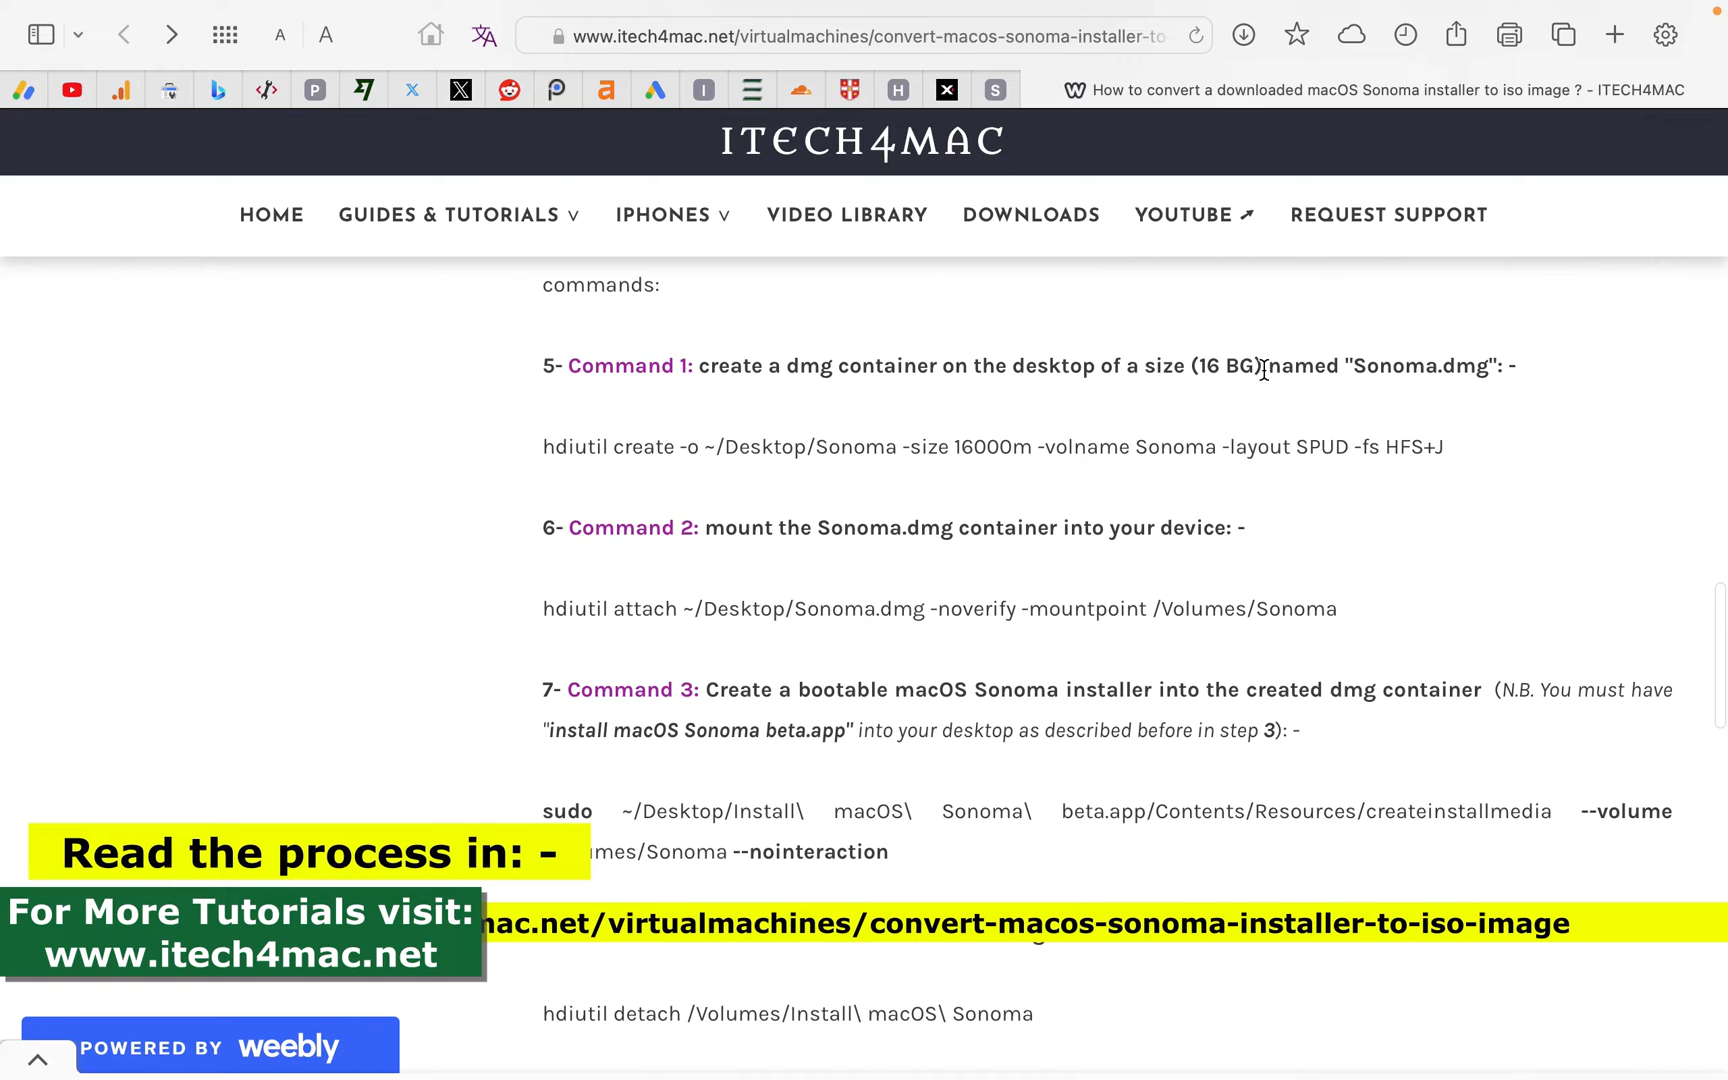 A A www.itech4mac.net/virtualmachines/convert-macos-sonoma-installer-to
How to convert a downloaded macOS Sonoma installer to iso image ? - ITECH4MAC
ITECH4MAC
HOME GUIDES & TUTORIALS IPHONES VIDEO LIBRARY DOWNLOADS YOUTUBE REQUEST SUPPORT
commands:
5- Command 1: create a dmg container on the desktop of a size (16 BG) named "Sonoma.dmg": -
hdiutil create -o ~/Desktop/Sonoma -size 16000m -volname Sonoma -layout SPUD -fs HFS+J
6- Command 2: mount the Sonoma.dmg container into your device: -
hdiutil attach ~/Desktop/Sonoma.dmg -noverify -mountpoint /Volumes/Sonoma
7- Command 3: Create a bootable macOS Sonoma installer into the created dmg container (N.B. You must have
"install macOS Sonoma beta.app" into your desktop as described before in step 3): -
sudo ~/Desktop/Install\ macOS\ Sonoma\ beta.app/Contents/Resources/createinstallmedia --volume
umes/Sonoma --nointeraction
Read the process in: -
mac.net/virtualmachines/convert-macos-sonoma-installer-to-iso-image
For More Tutorials visit:
www.itech4mac.net
hdiutil detach /Volumes/Install\ macOS\ Sonoma
POWERED BY weebly